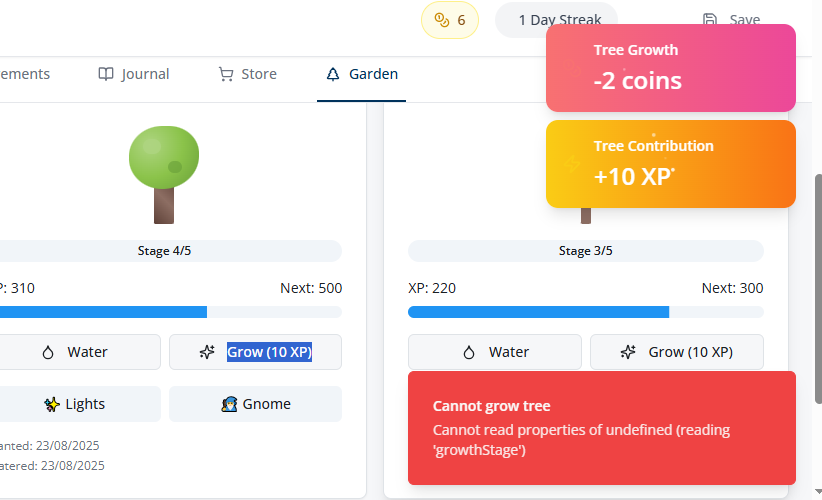 6
1 Day Streak
Save
Tree Growth
-2 coins
ements
Journal
Store
Garden
Tree Contribution
+10 XP
Stage 4/5
Stage 3/5
P: 310
Next: 500
XP: 220
Next: 300
Water
Grow (10 XP)
Water
Grow (10 XP)
Lights
Gnome
Cannot grow tree
Cannot read properties of undefined (reading
'growthStage')
anted: 23/08/2025
atered: 23/08/2025